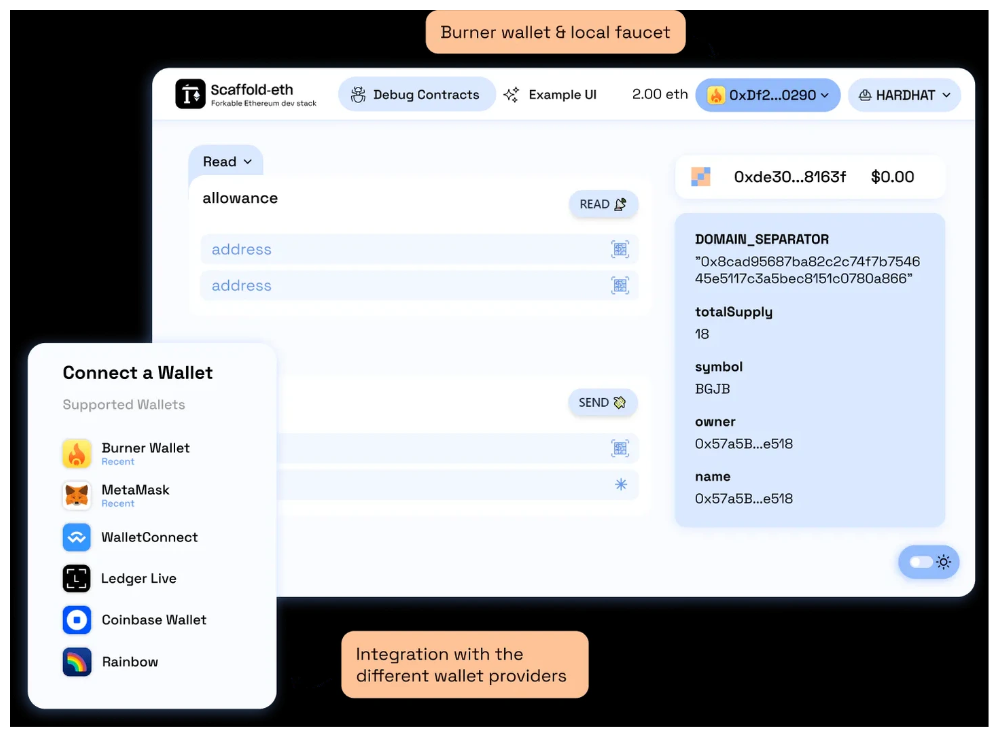 Burner wallet & local faucet
Scaffold-eth
Forkable Ethereum dev stack
Debug Contracts
Example UI
2.00 eth
0xDf2...0290
HARDHAT
Read
allowance
READ
address
address
SEND
0xde30...8163f
$0.00
DOMAIN_SEPARATOR
"0x8cad95687ba82c2c74f7b7546
45e5117c3a5bec8151c0780a866"
totalSupply
18
symbol
BGJB
owner
0x57a5B...e518
name
0x57a5B...e518
Connect a Wallet
Supported Wallets
Burner Wallet
Recent
MetaMask
Recent
WalletConnect
Ledger Live
Coinbase Wallet
Rainbow
Integration with the
different wallet providers